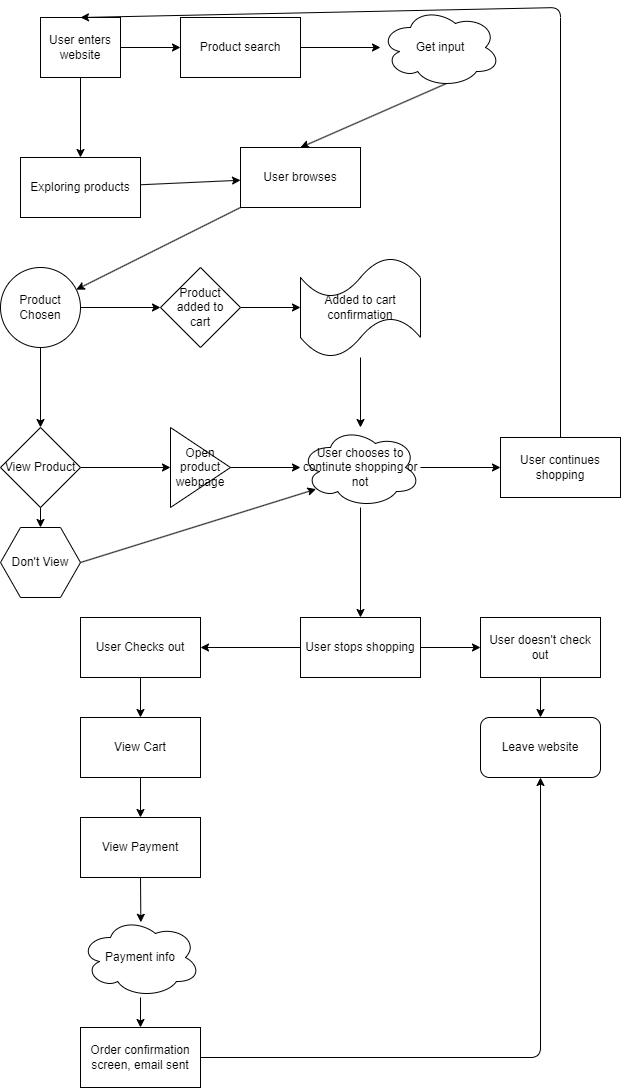 User enters
website
Product search
Get input
Exploring products
User browses
Product
Chosen
Product
added to
cart
Added to cart
confirmation
View Product
Open
product
webpage
User chooses to
continute shopping or
not
User continues
shopping
Don't View
User Checks out
User stops shopping
User doesn't check
out
View Cart
Leave website
View Payment
Payment info
Order confirmation
screen, email sent